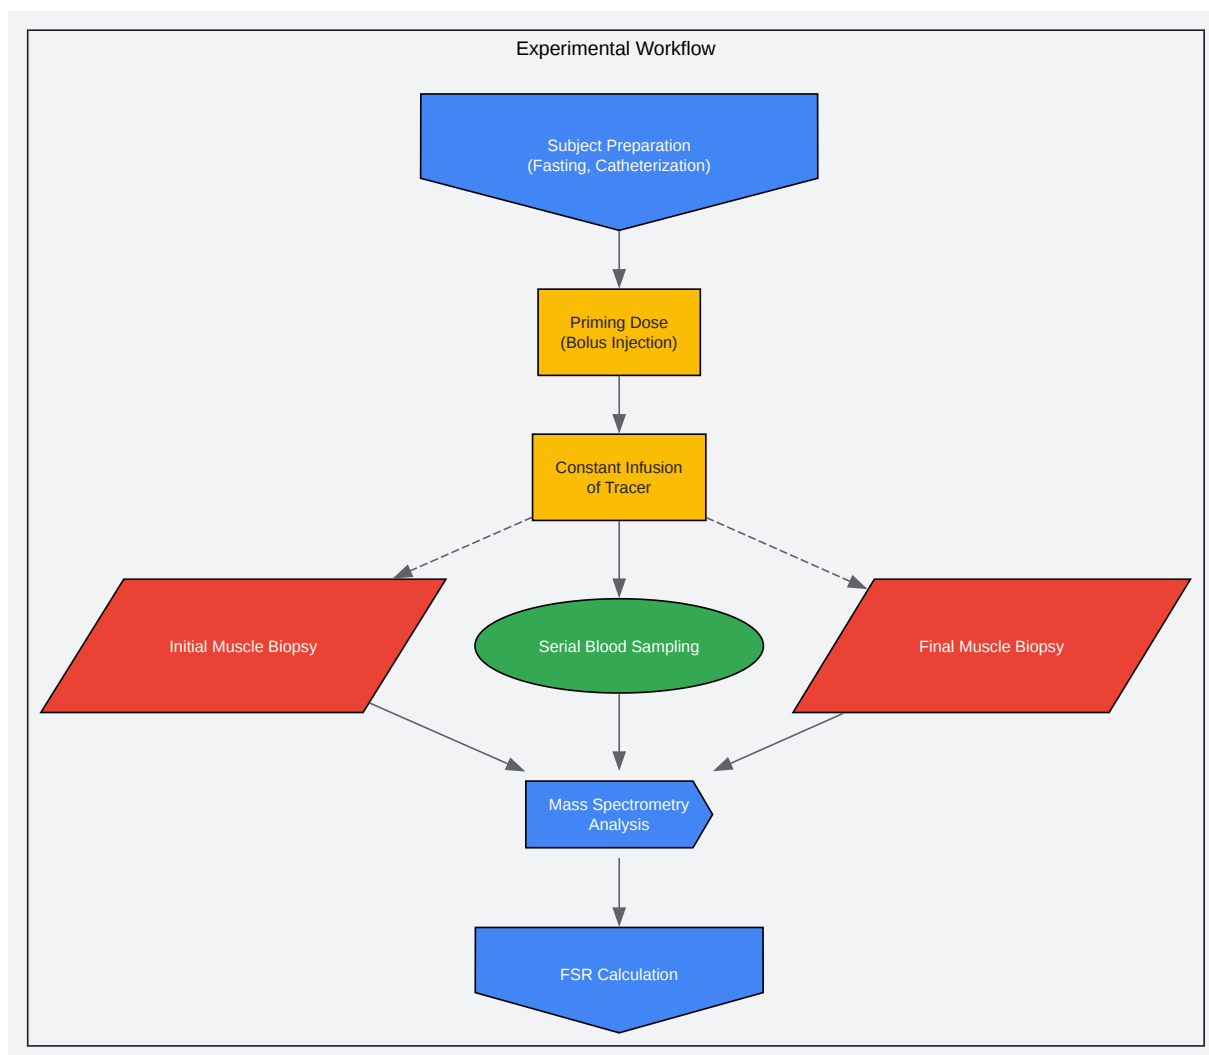 Experimental Workflow
Subject Preparation
(Fasting, Catheterization)
Priming Dose
(Bolus Injection)
Constant Infusion
of Tracer
Initial Muscle Biopsy
Serial Blood Sampling
Final Muscle Biopsy
Mass Spectrometry
Analysis
FSR Calculation